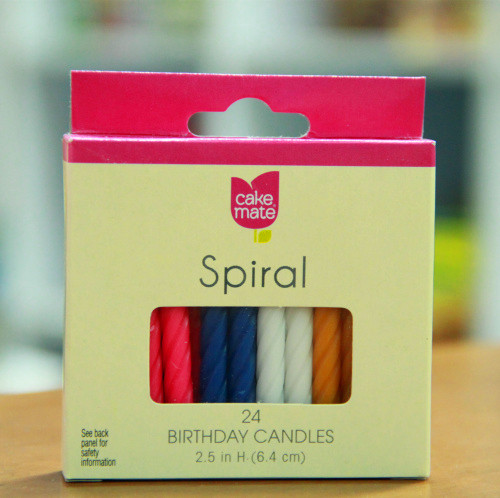 cake
mate
Spiral
24
BIRTHDAY CANDLES
2.5 in H (6.4 cm)
See back
panel for
safety
information